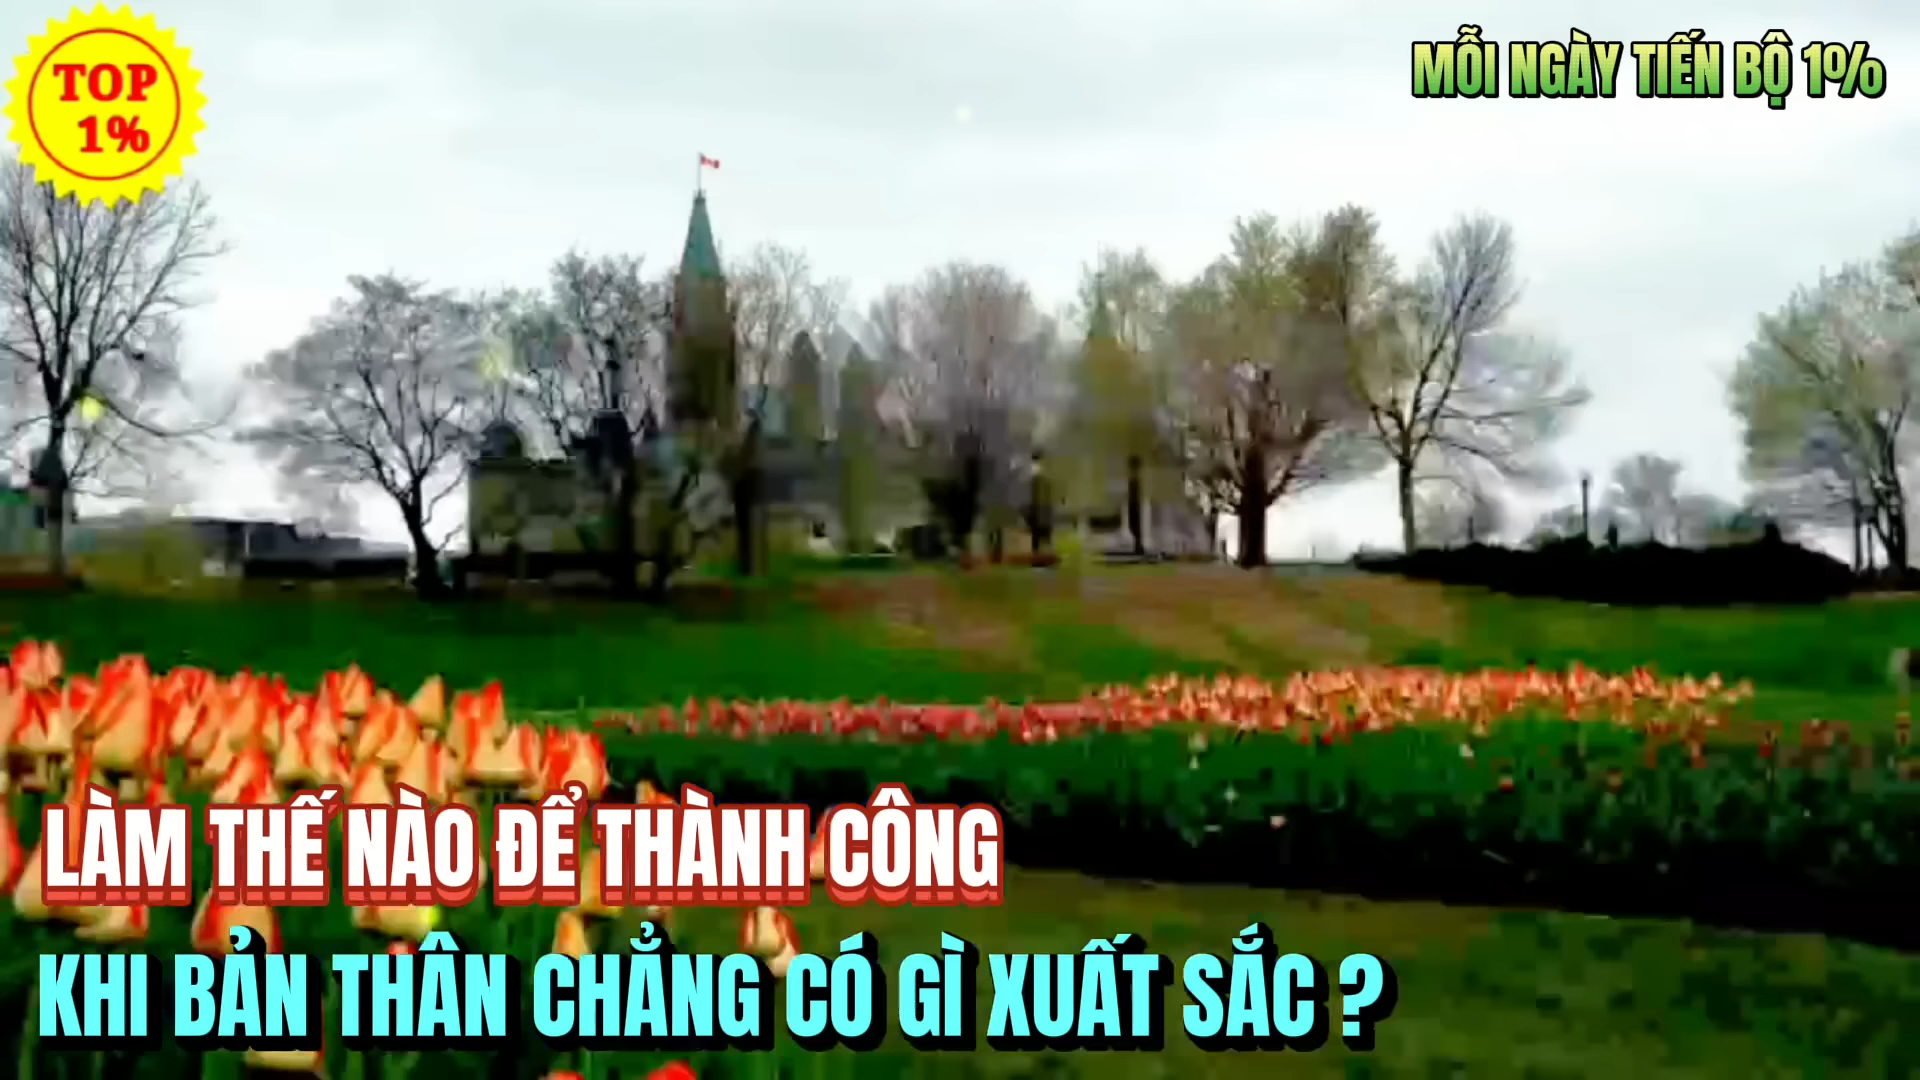 TOP
1%
MỖI NGÀY TIẾN BỘ 1%
LÀM THẾ NÀO ĐỂ THÀNH CÔNG
KHI BẢN THÂN CHẲNG CÓ GÌ XUẤT SẮC ?